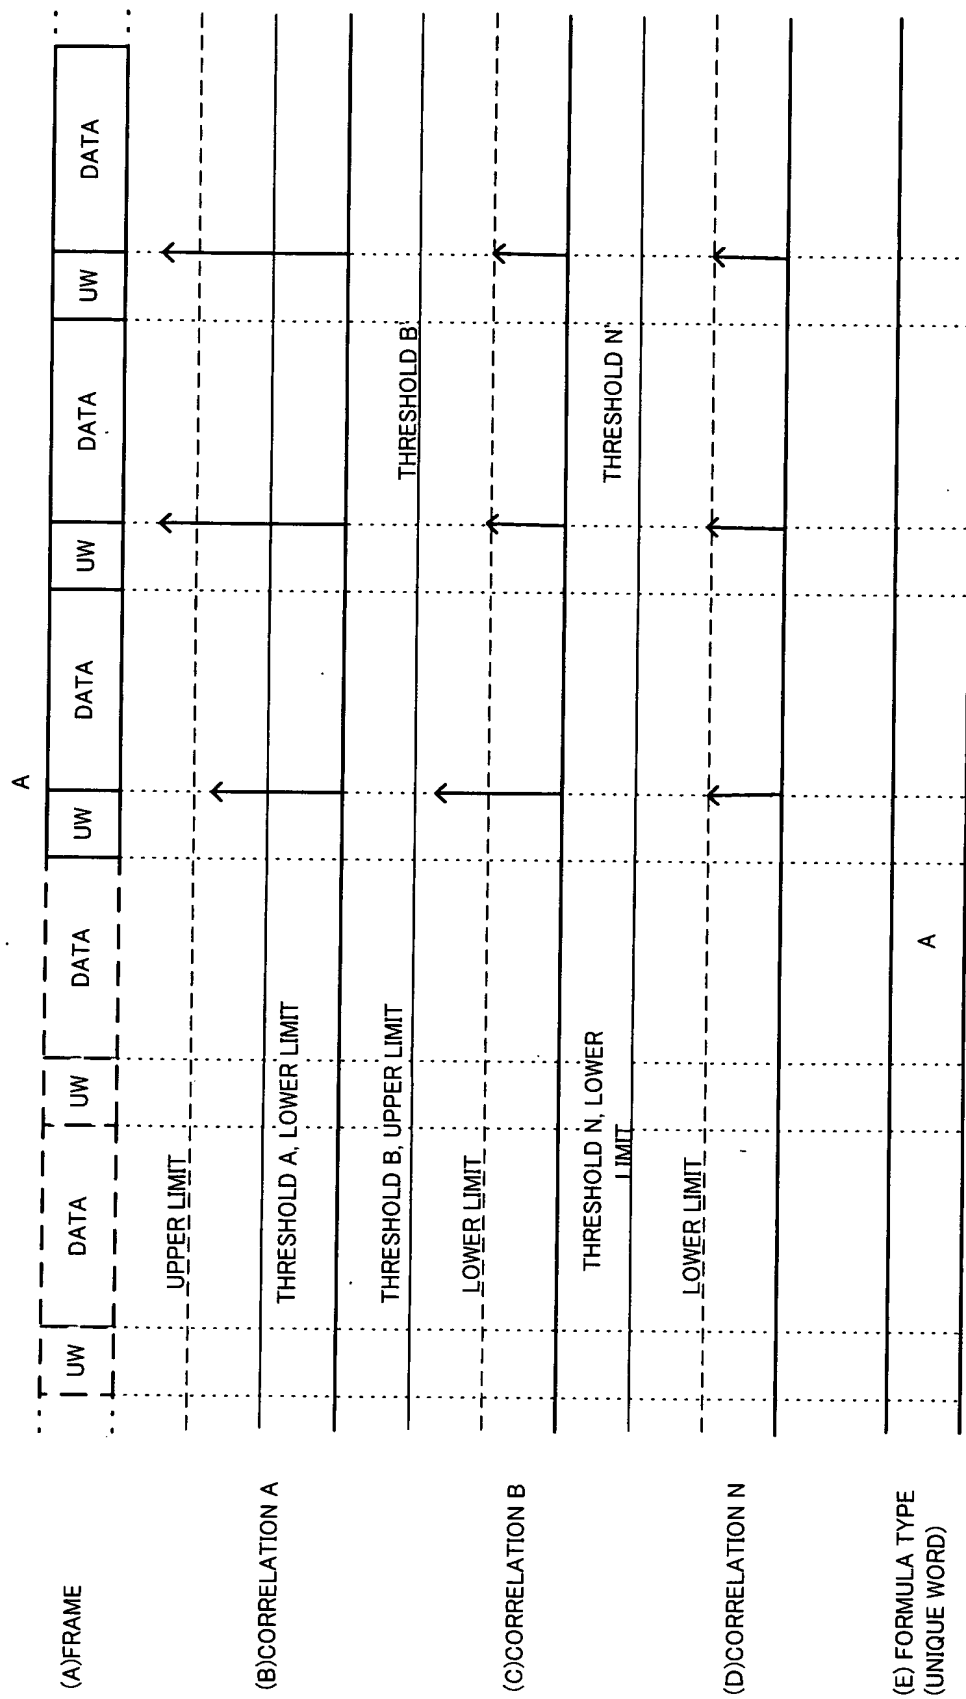 A
(A)FRAME
UW
DATA
UW
DATA
UW
DATA
UW
DATA
UW
DATA
UPPER LIMIT
(B)CORRELATION A
THRESHOLD A, LOWER LIMIT
THRESHOLD B, UPPER LIMIT
THRESHOLD B'
LOWER LIMIT
(C)CORRELATION B
THRESHOLD N, LOWER
LIMIT
THRESHOLD N'
LOWER LIMIT
(D)CORRELATION N
(E) FORMULA TYPE
(UNIQUE WORD)
A